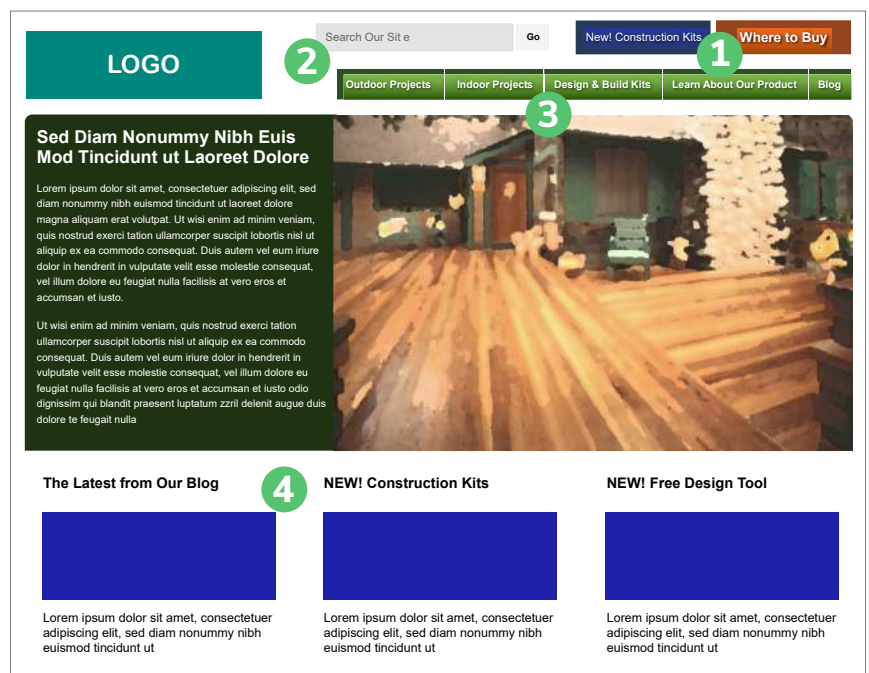 LOGO
Search Our Sit e
Go
New! Construction Kits
Where to Buy
1
2
Outdoor Projects
Indoor Projects
Design & Build Kits
Learn About Our Product
Blog
3
Sed Diam Nonummy Nibh Euis
Mod Tincidunt ut Laoreet Dolore
Lorem ipsum dolor sit amet, consectetuer adipiscing elit, sed
diam nonummy nibh euismod tincidunt ut laoreet dolore
magna aliquam erat volutpat. Ut wisi enim ad minim veniam,
quis nostrud exerci tation ullamcorper suscipit lobortis nisl ut
aliquip ex ea commodo consequat. Duis autem vel eum iriure
dolor in hendrerit in vulputate velit esse molestie consequat,
vel illum dolore eu feugiat nulla facilisis at vero eros et
accumsan et iusto.
Ut wisi enim ad minim veniam, quis nostrud exerci tation
ullamcorper suscipit lobortis nisl ut aliquip ex ea commodo
consequat. Duis autem vel eum iriure dolor in hendrerit in
vulputate velit esse molestie consequat, vel illum dolore eu
feugiat nulla facilisis at vero eros et accumsan et iusto odio
dignissim qui blandit praesent luptatum zzril delenit augue duis
dolore te feugait nulla
The Latest from Our Blog
4
NEW! Construction Kits
NEW! Free Design Tool
Lorem ipsum dolor sit amet, consectetuer
adipiscing elit, sed diam nonummy nibh
euismod tincidunt ut
Lorem ipsum dolor sit amet, consectetuer
adipiscing elit, sed diam nonummy nibh
euismod tincidunt ut
Lorem ipsum dolor sit amet, consectetuer
adipiscing elit, sed diam nonummy nibh
euismod tincidunt ut